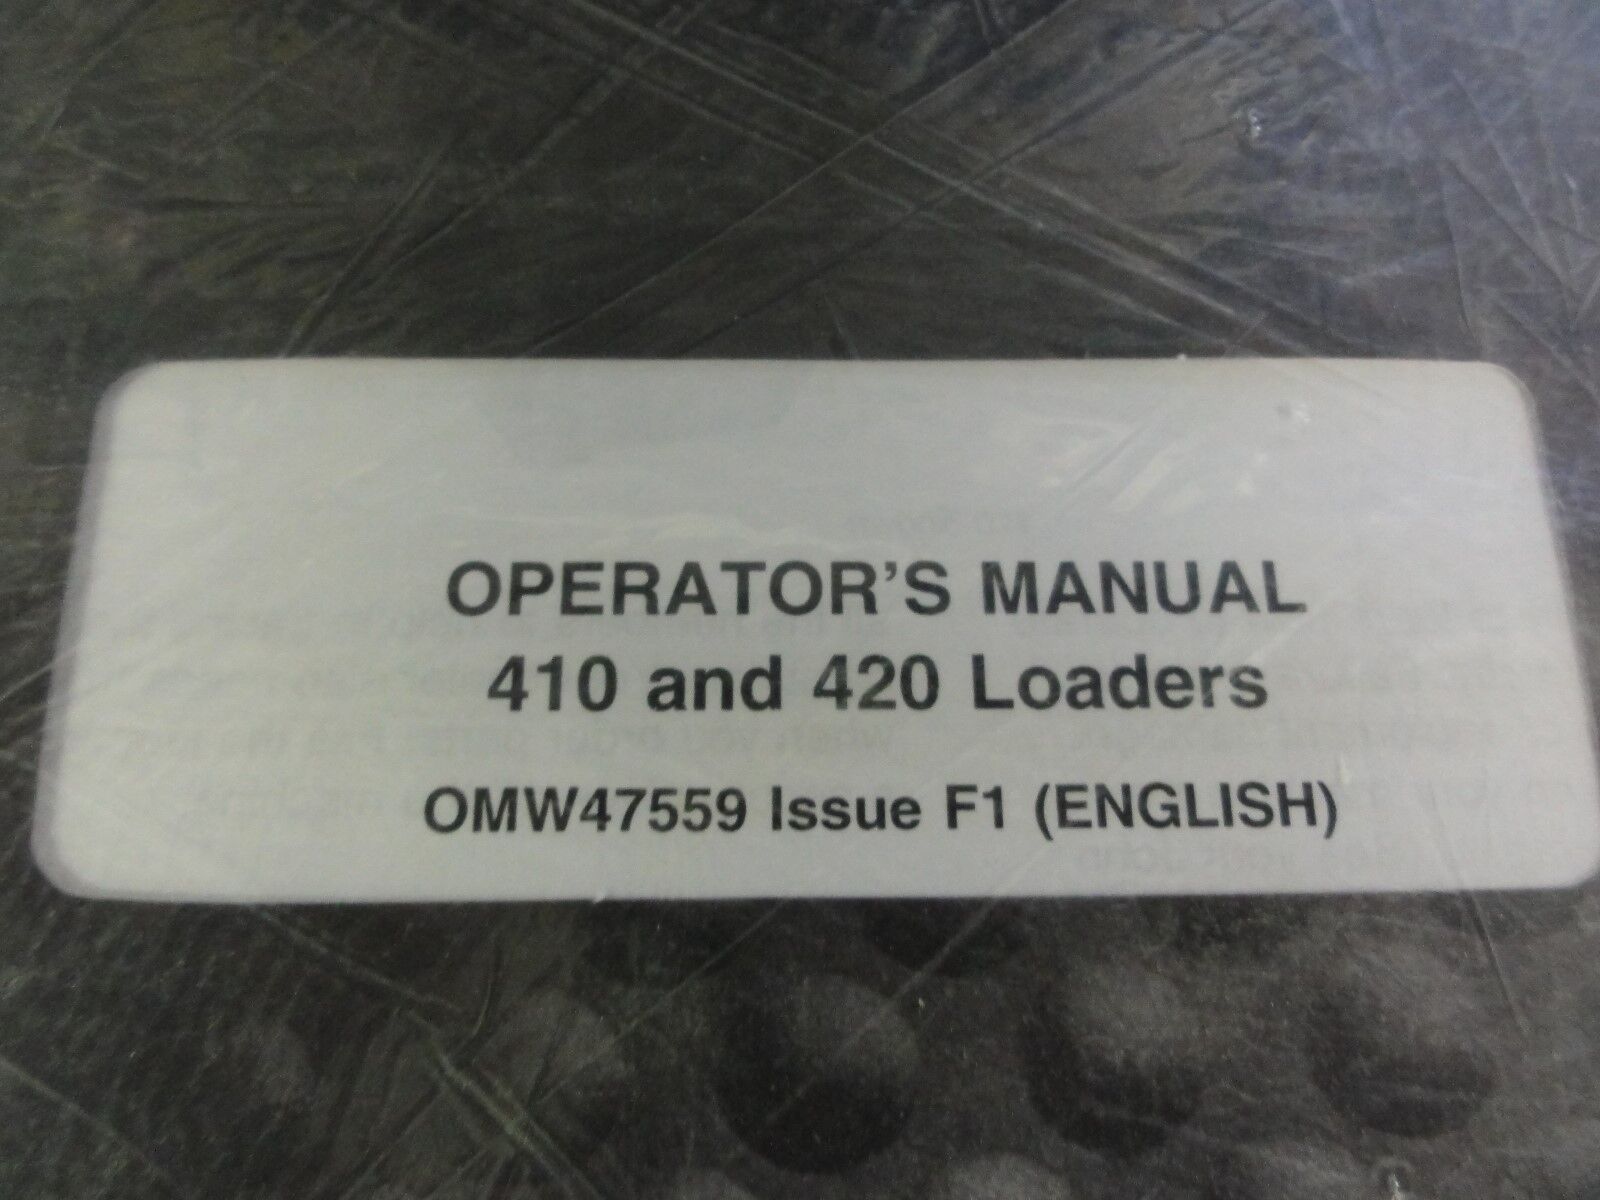 OPERATOR'S MANUAL
410 and 420 Loaders
OMW47559 Issue F1 (ENGLISH)